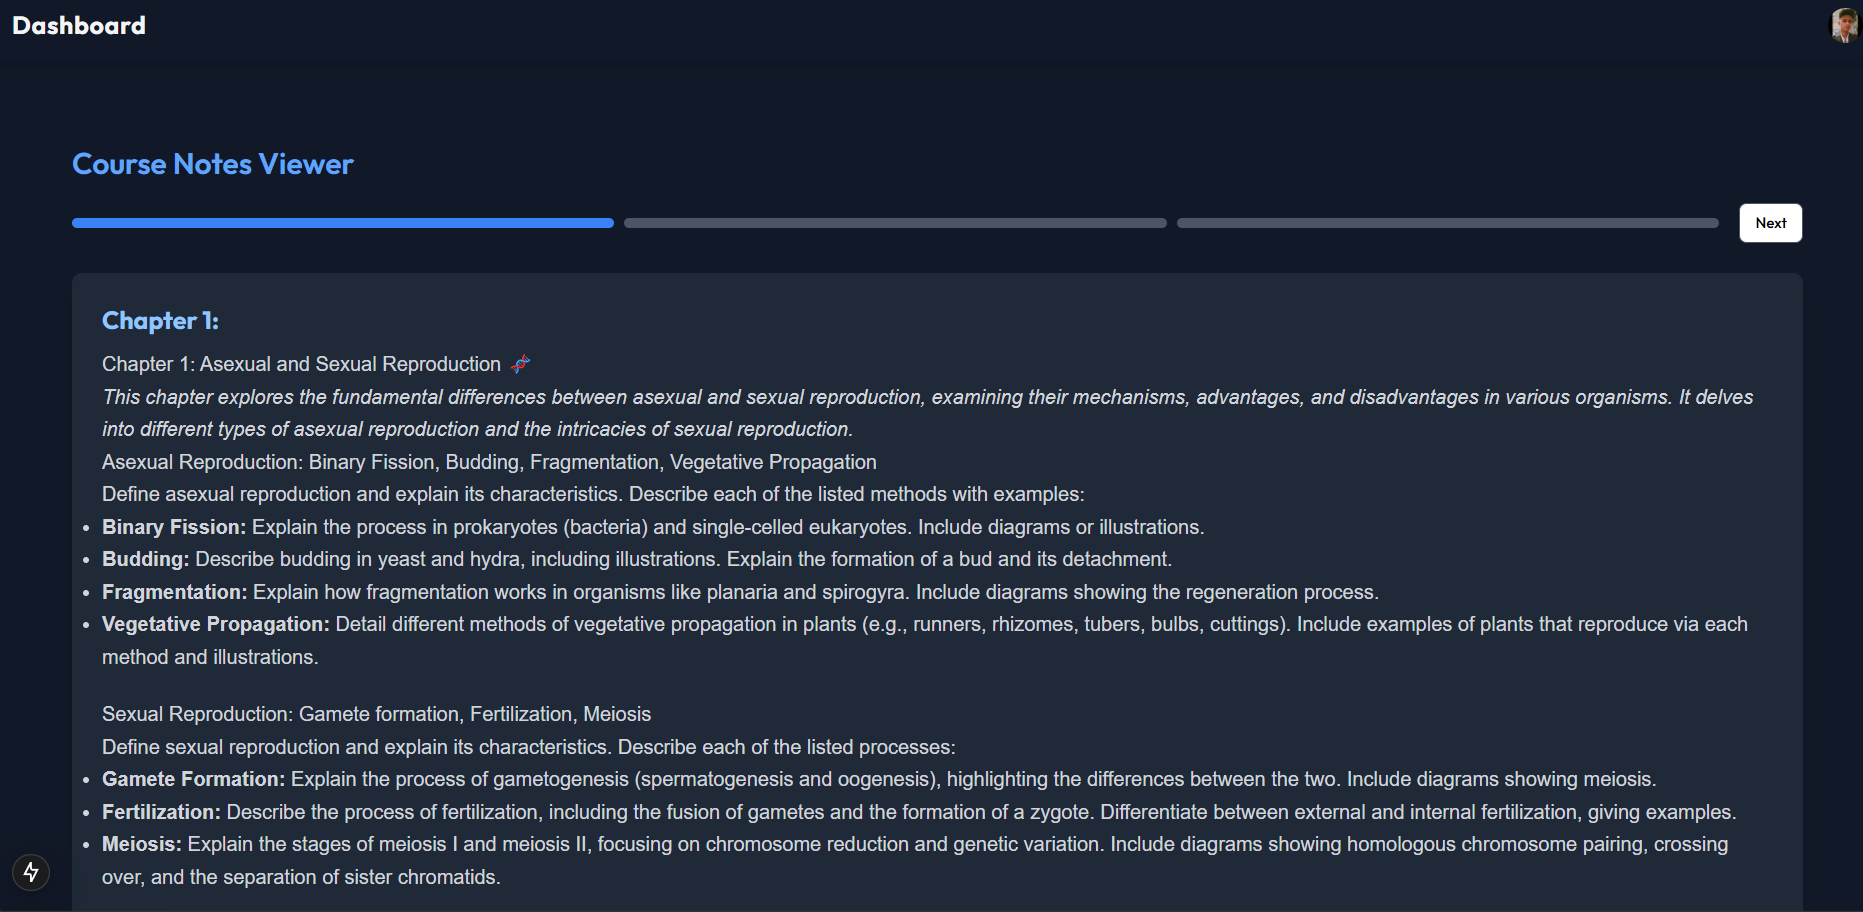 Dashboard
Course Notes Viewer
Next
Chapter 1:
Chapter 1: Asexual and Sexual Reproduction 🧬
This chapter explores the fundamental differences between asexual and sexual reproduction, examining their mechanisms, advantages, and disadvantages in various organisms. It delves
into different types of asexual reproduction and the intricacies of sexual reproduction.
Asexual Reproduction: Binary Fission, Budding, Fragmentation, Vegetative Propagation
Define asexual reproduction and explain its characteristics. Describe each of the listed methods with examples:
• Binary Fission: Explain the process in prokaryotes (bacteria) and single-celled eukaryotes. Include diagrams or illustrations.
• Budding: Describe budding in yeast and hydra, including illustrations. Explain the formation of a bud and its detachment.
• Fragmentation: Explain how fragmentation works in organisms like planaria and spirogyra. Include diagrams showing the regeneration process.
• Vegetative Propagation: Detail different methods of vegetative propagation in plants (e.g., runners, rhizomes, tubers, bulbs, cuttings). Include examples of plants that reproduce via each
method and illustrations.
Sexual Reproduction: Gamete formation, Fertilization, Meiosis
Define sexual reproduction and explain its characteristics. Describe each of the listed processes:
• Gamete Formation: Explain the process of gametogenesis (spermatogenesis and oogenesis), highlighting the differences between the two. Include diagrams showing meiosis.
• Fertilization: Describe the process of fertilization, including the fusion of gametes and the formation of a zygote. Differentiate between external and internal fertilization, giving examples.
• Meiosis: Explain the stages of meiosis I and meiosis II, focusing on chromosome reduction and genetic variation. Include diagrams showing homologous chromosome pairing, crossing
over, and the separation of sister chromatids.